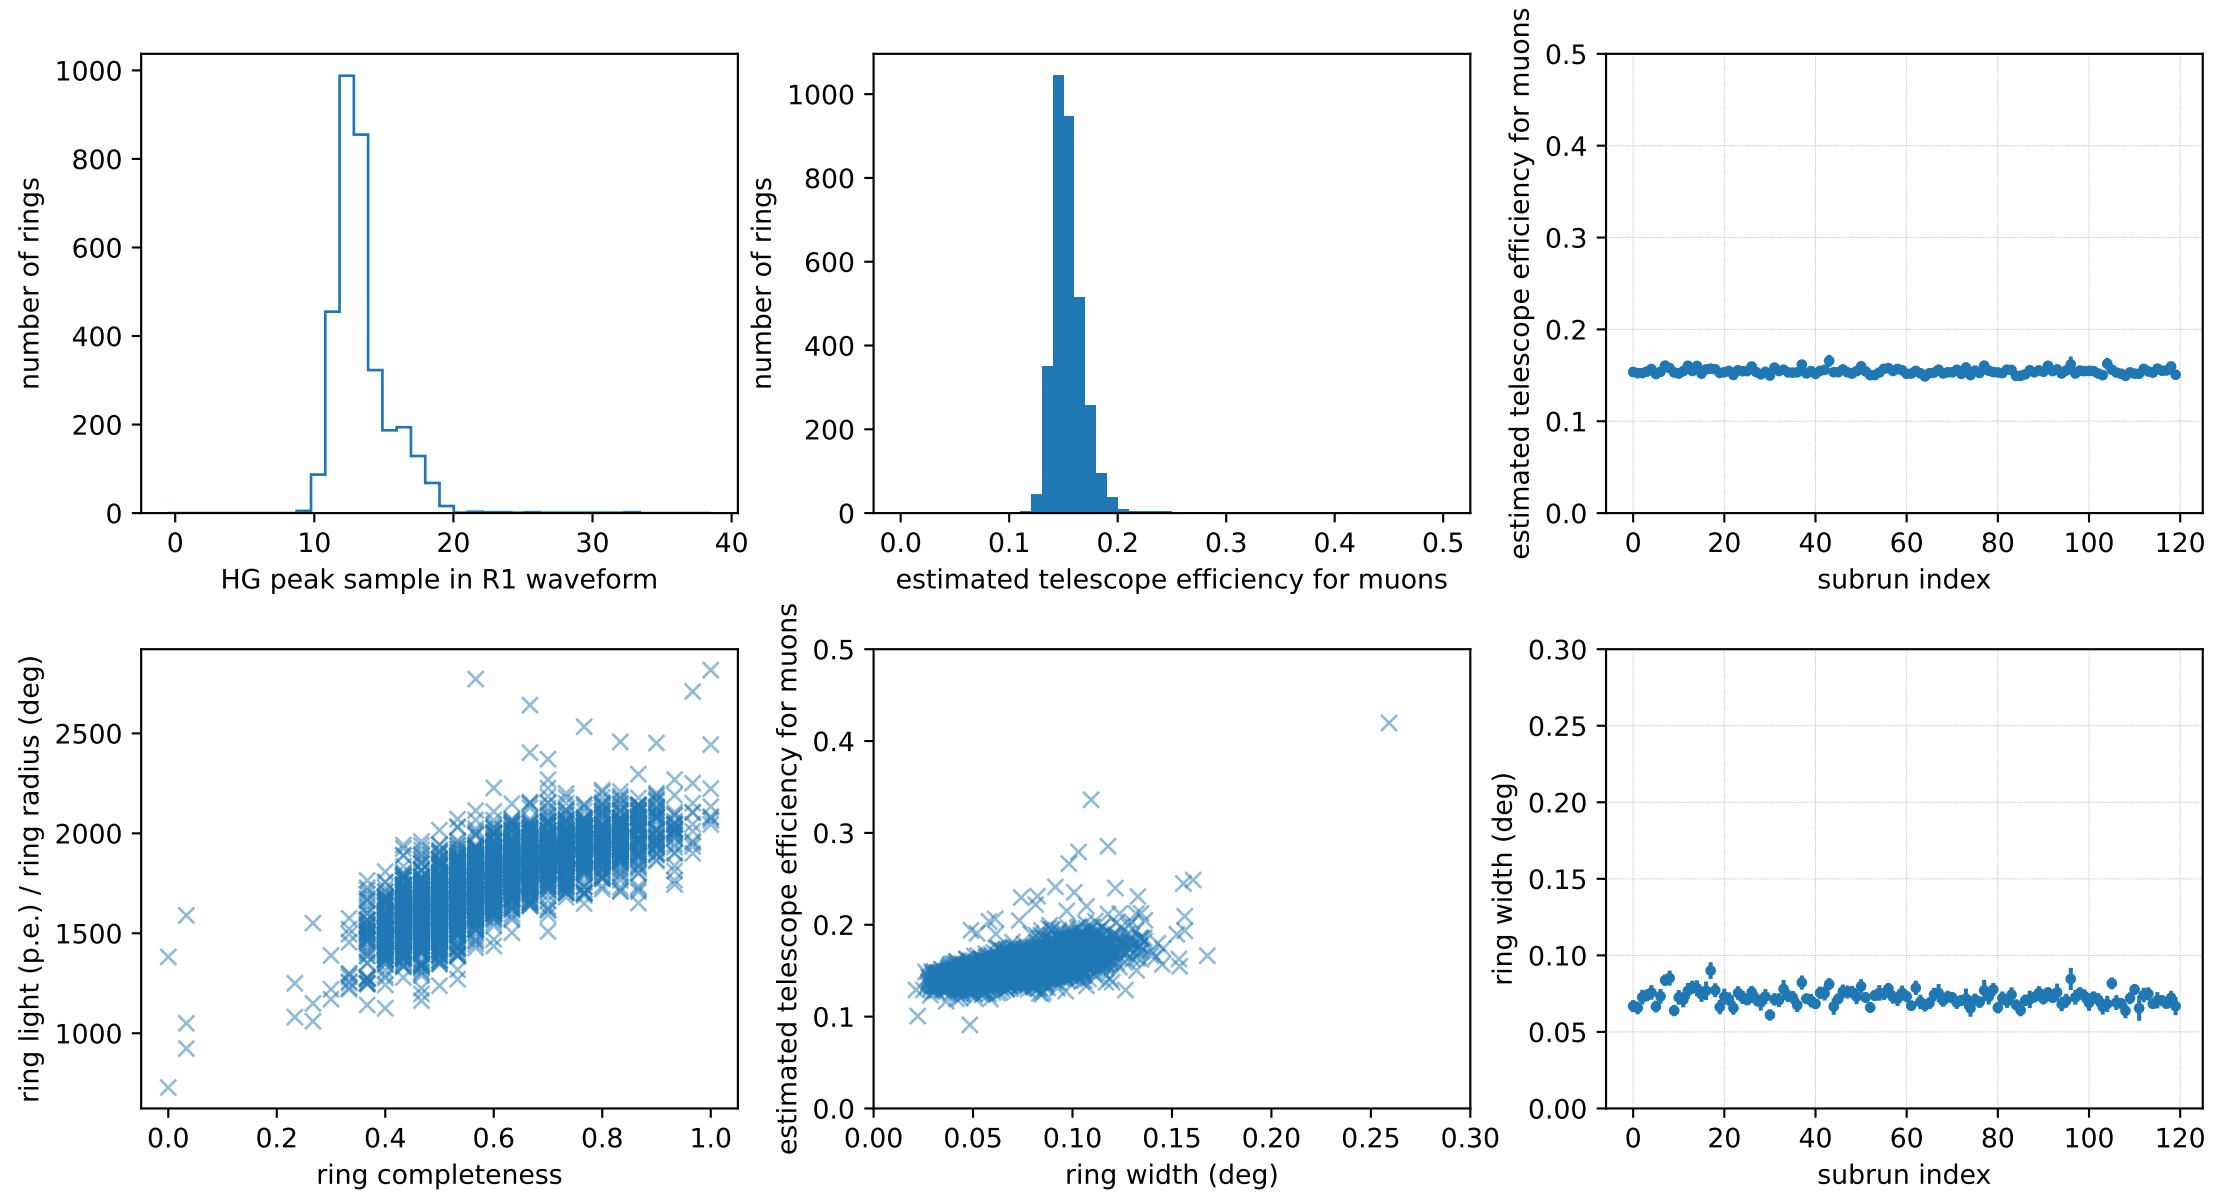 number of rings
1000
800
600
400
200
0
0 10 20 30 40
HG peak sample in R1 waveform
number of rings
1000
800
600
400
200
0
0.0 0.1 0.2 0.3 0.4 0.5
estimated telescope efficiency for muons
estimated telescope efficiency for muons
0.5
0.4
0.3
0.2
0.1
0.0
0 20 40 60 80 100 120
subrun index
ring light (p.e.) / ring radius (deg)
2500
2000
1500
1000
0.0 0.2 0.4 0.6 0.8 1.0
ring completeness
estimated telescope efficiency for muons
0.5
0.4
0.3
0.2
0.1
0.0
0.00 0.05 0.10 0.15 0.20 0.25 0.30
ring width (deg)
ring width (deg)
0.30
0.25
0.20
0.15
0.10
0.05
0.00
0 20 40 60 80 100 120
subrun index